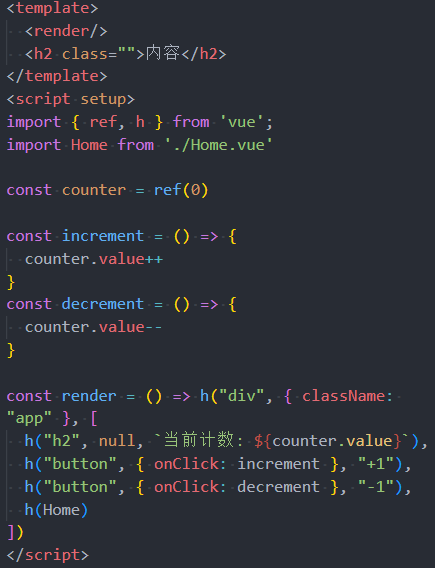 <template>
  <render/>
  <h2 class="">内容</h2>
</template>
<script setup>
import { ref, h } from 'vue';
import Home from './Home.vue'

const counter = ref(0)

const increment = () => {
  counter.value++
}
const decrement = () => {
  counter.value--
}

const render = () => h("div", { className:
"app" }, [
  h("h2", null, `当前计数: ${counter.value}`),
  h("button", { onClick: increment }, "+1"),
  h("button", { onClick: decrement }, "-1"),
  h(Home)
])
</script>